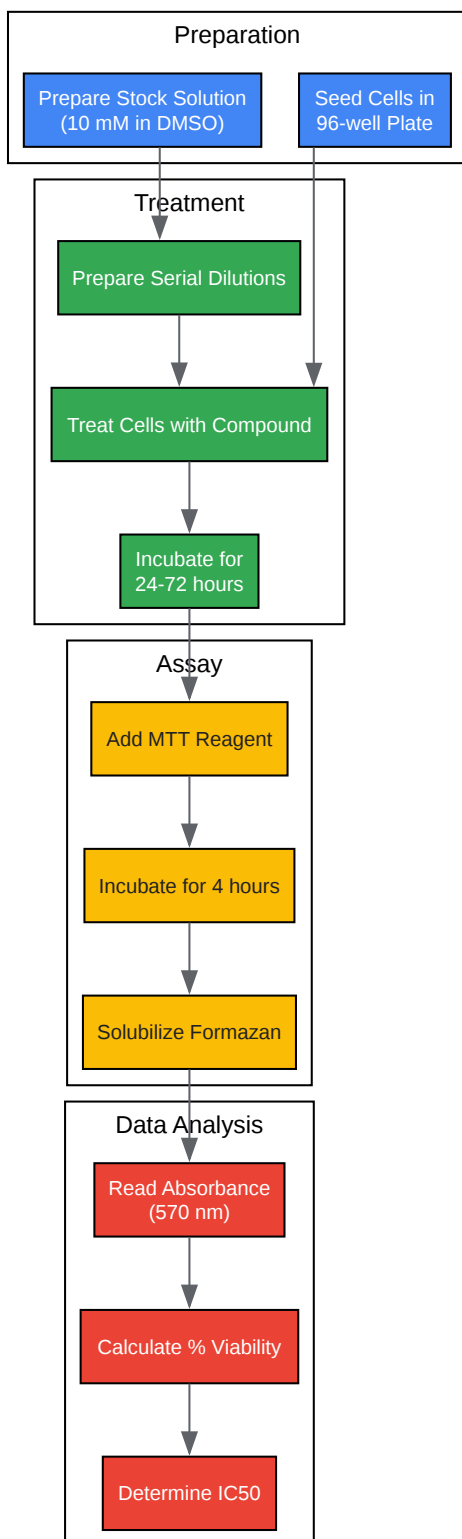 Preparation
Prepare Stock Solution
(10 mM in DMSO)
Seed Cells in
96-well Plate
Treatment
Prepare Serial Dilutions
Treat Cells with Compound
Incubate for
24-72 hours
Assay
Add MTT Reagent
Incubate for 4 hours
Solubilize Formazan
Data Analysis
Read Absorbance
(570 nm)
Calculate % Viability
Determine IC50